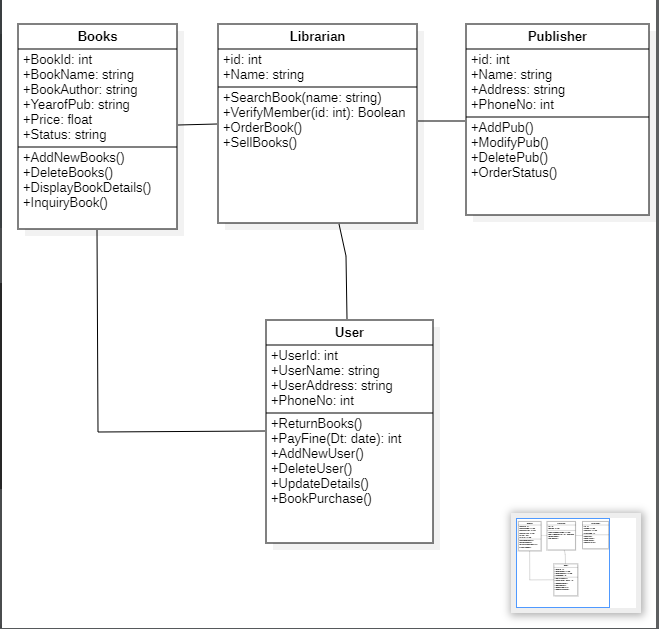 Books
+BookId: int
+BookName: string
+BookAuthor: string
+YearofPub: string
+Price: float
+Status: string
+AddNewBooks()
+DeleteBooks()
+DisplayBookDetails()
+InquiryBook()
Librarian
+id: int
+Name: string
+SearchBook(name: string)
+VerifyMember(id: int): Boolean
+OrderBook()
+SellBooks()
Publisher
+id: int
+Name: string
+Address: string
+PhoneNo: int
+AddPub()
+ModifyPub()
+DeletePub()
+OrderStatus()
User
+UserId: int
+UserName: string
+UserAddress: string
+PhoneNo: int
+ReturnBooks()
+PayFine(Dt: date): int
+AddNewUser()
+DeleteUser()
+UpdateDetails()
+BookPurchase()